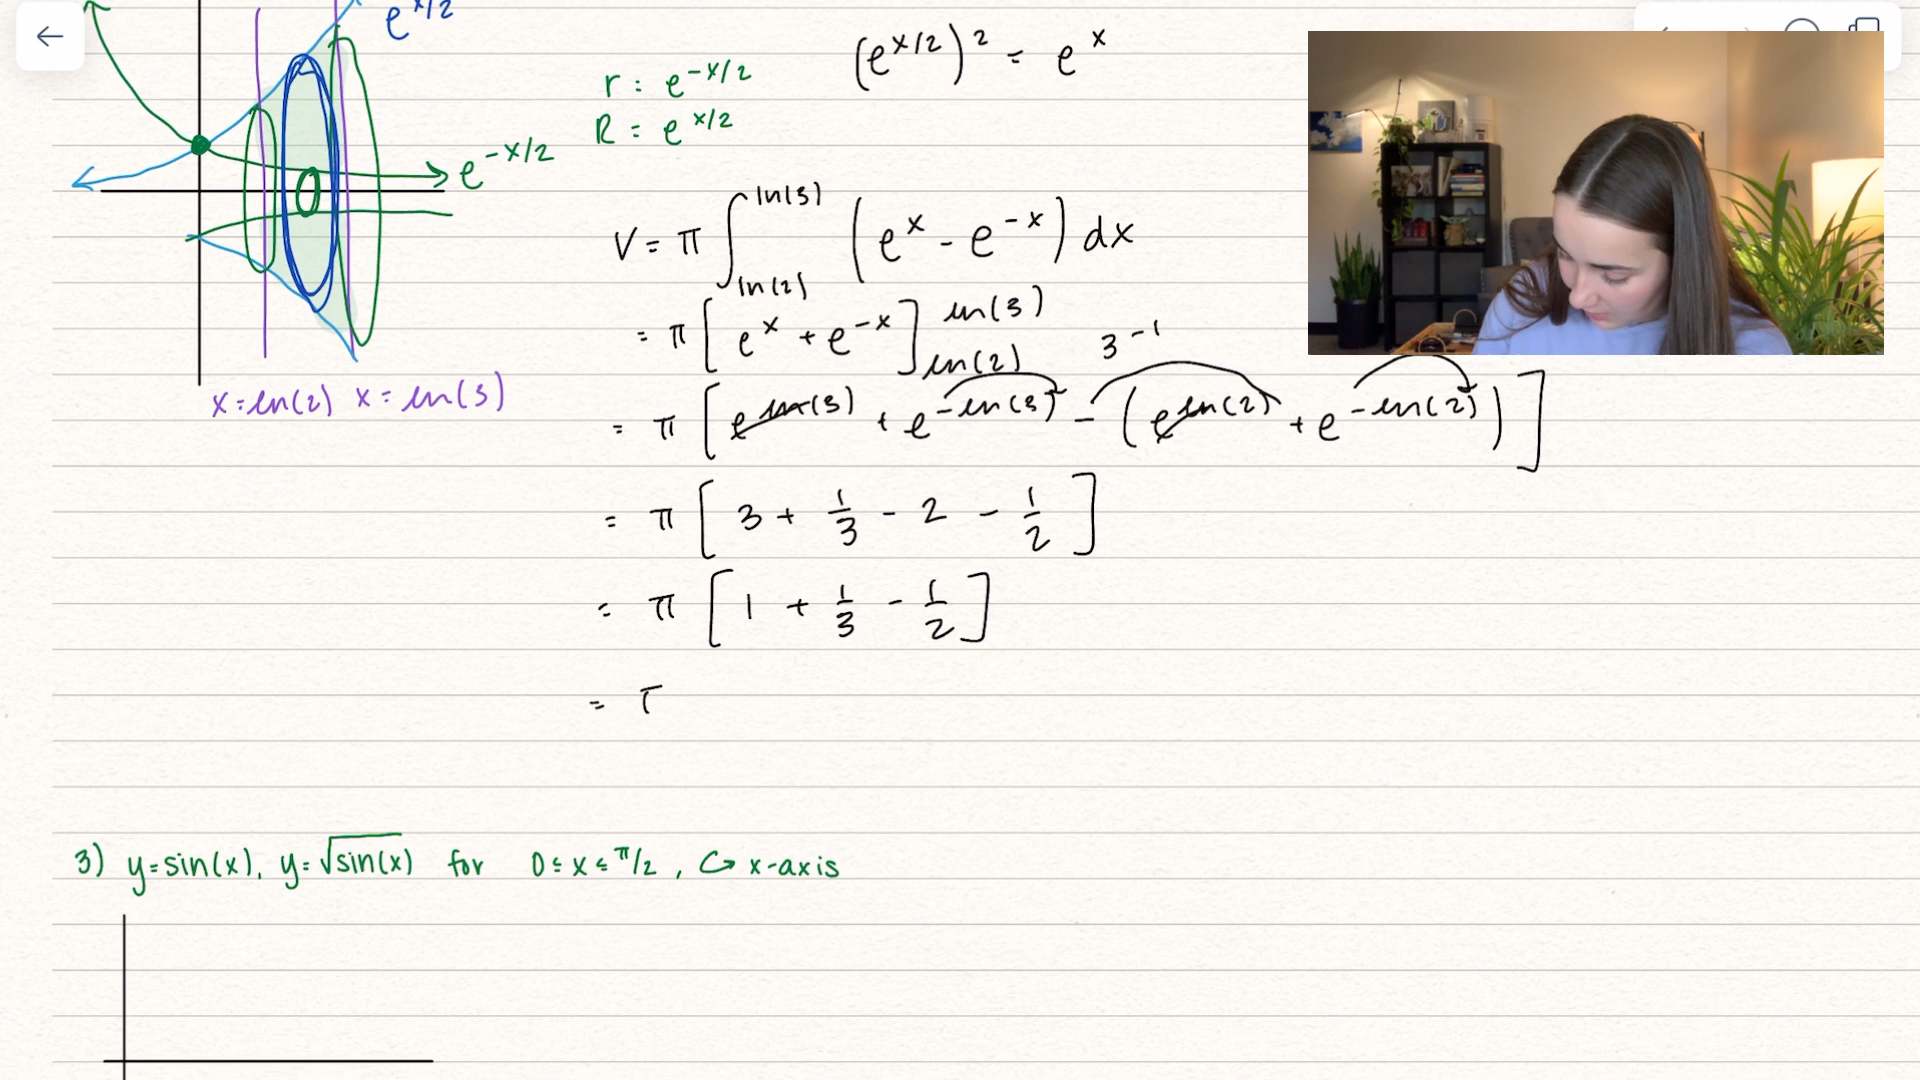 e^{x/2}
(e^{x/2})^2 = e^x
r = e^{-x/2}
R = e^{x/2}
e^{-x/2}
V = π ∫_{ln(2)}^{ln(3)} (e^x - e^{-x}) dx
= π [e^x + e^{-x}]_{ln(2)}^{ln(3)}
3^{-1}
x=ln(2) x=ln(3)
= π [e^{ln(3)} + e^{-ln(3)} - (e^{ln(2)} + e^{-ln(2)})]
= π [3 + 1/3 - 2 - 1/2]
= π [1 + 1/3 - 1/2]
=
3) y=sin(x), y=√sin(x) for 0≤x≤π/2, ↻ x-axis